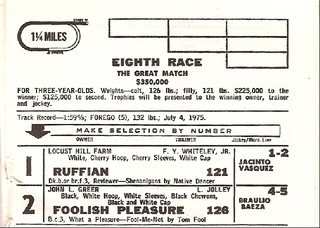 1¼ MILES
EIGHTH RACE
THE GREAT MATCH
$350,000
FOR THREE-YEAR-OLDS. Weights—colt, 126 lbs.; filly, 121 lbs. $225,000 to the
winner; $125,000 to second. Trophies will be presented to the winning owner, trainer
and jockey.
Track Record—1:59⅘; FOREGO (5), 132 lbs.; July 4, 1975.
MAKE SELECTION BY NUMBER
OWNER TRAINER Jockey/Morn. Line
1
LOCUST HILL FARM F. Y. WHITELEY, JR. 1-2
White, Cherry Hoop, Cherry Sleeves, White Cap
RUFFIAN 121 JACINTO VASQUEZ
Dk.b.or br.f.3, Reviewer—Shenanigans by Native Dancer
2
JOHN L. GREER L. JOLLEY 4-5
Black, White Hoop, White Sleeves, Black Chevrons,
Black and White Cap
FOOLISH PLEASURE 126 BRAULIO BAEZA
B.c.3, What a Pleasure—Fool-Me-Not by Tom Fool